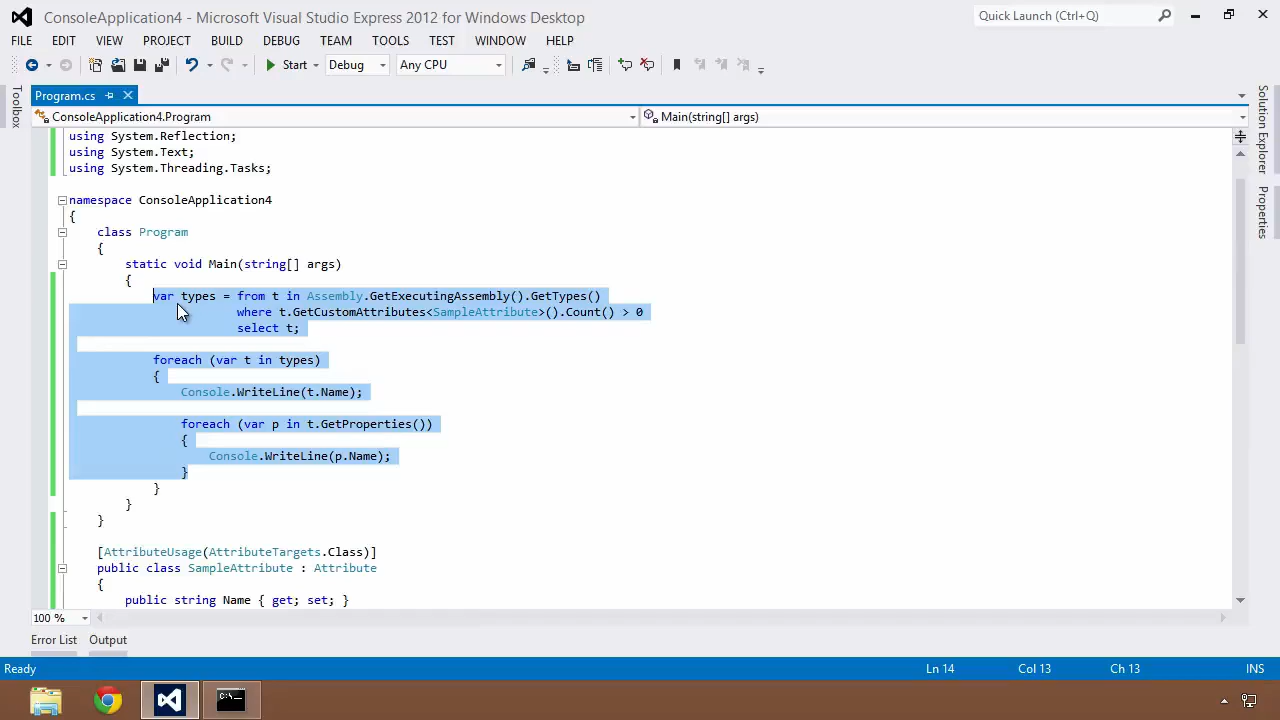 ConsoleApplication4 - Microsoft Visual Studio Express 2012 for Windows Desktop
Quick Launch (Ctrl+Q)
FILE EDIT VIEW PROJECT BUILD DEBUG TEAM TOOLS TEST WINDOW HELP
Start Debug Any CPU
Program.cs
ConsoleApplication4.Program Main(string[] args)
Toolbox
Solution Explorer
Properties
using System.Reflection;
using System.Text;
using System.Threading.Tasks;
namespace ConsoleApplication4
{
class Program
{
static void Main(string[] args)
{
var types = from t in Assembly.GetExecutingAssembly().GetTypes()
where t.GetCustomAttributes<SampleAttribute>().Count() > 0
select t;
foreach (var t in types)
{
Console.WriteLine(t.Name);
foreach (var p in t.GetProperties())
{
Console.WriteLine(p.Name);
}
}
}
}
[AttributeUsage(AttributeTargets.Class)]
public class SampleAttribute : Attribute
{
public string Name { get; set; }
100 %
Error List Output
Ready Ln 14 Col 13 Ch 13 INS